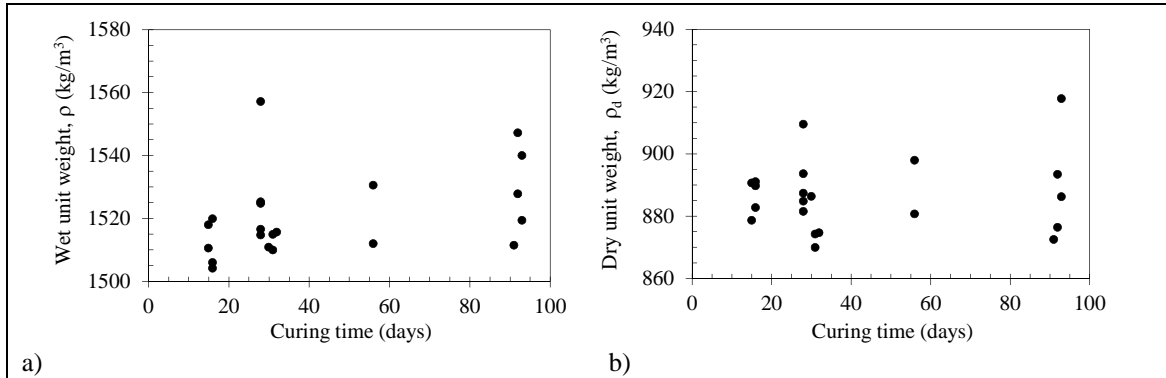 Wet unit weight, ρ (kg/m³)
1580
1560
1540
1520
1500
0 20 40 60 80 100
Curing time (days)
a)
Dry unit weight, ρd (kg/m³)
940
920
900
880
860
0 20 40 60 80 100
Curing time (days)
b)